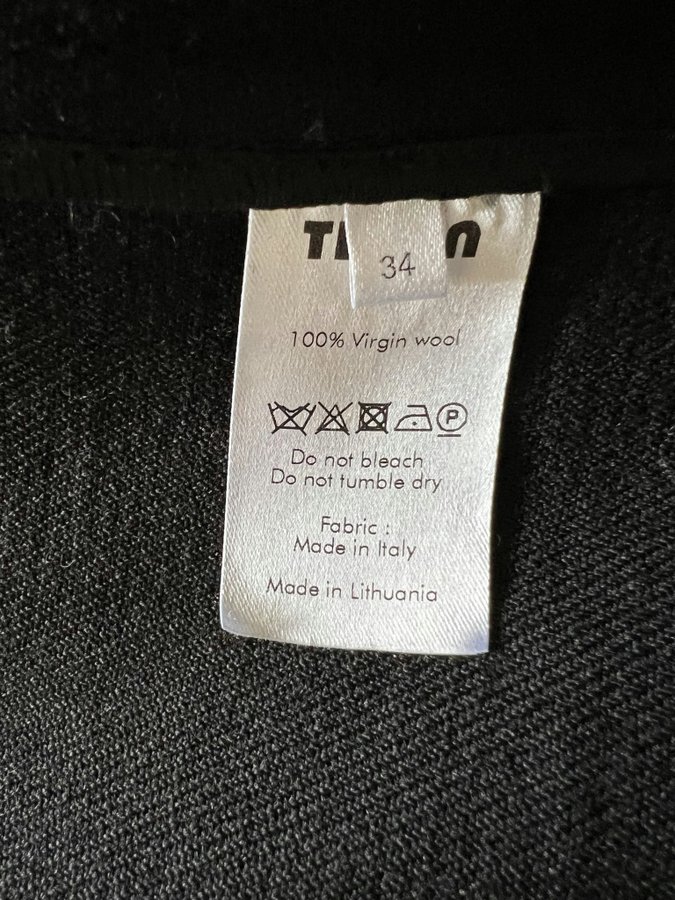 34
100% Virgin wool
P
Do not bleach
Do not tumble dry
Fabric :
Made in Italy
Made in Lithuania